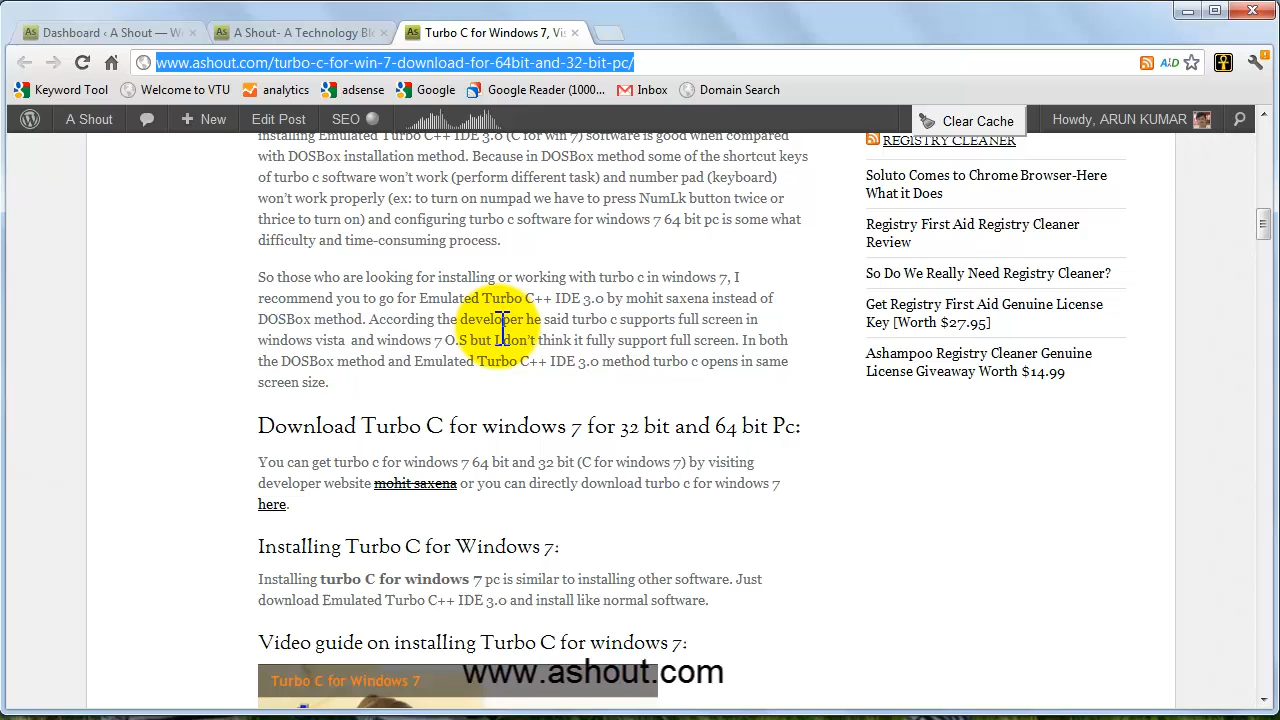 Dashboard ‹ A Shout — W
A Shout- A Technology Blo
Turbo C for Windows 7, Vis
www.ashout.com/turbo-c-for-win-7-download-for-64bit-and-32-bit-pc/
Keyword Tool
Welcome to VTU
analytics
adsense
Google
Google Reader (1000...
Inbox
Domain Search
A Shout
+ New
Edit Post
SEO
Clear Cache
Howdy, ARUN KUMAR
installing Emulated Turbo C++ IDE 3.0 (C for win 7) software is good when compared
with DOSBox installation method. Because in DOSBox method some of the shortcut keys
of turbo c software won't work (perform different task) and number pad (keyboard)
won't work properly (ex: to turn on numpad we have to press NumLk button twice or
thrice to turn on) and configuring turbo c software for windows 7 64 bit pc is some what
difficulty and time-consuming process.
So those who are looking for installing or working with turbo c in windows 7, I
recommend you to go for Emulated Turbo C++ IDE 3.0 by mohit saxena instead of
DOSBox method. According the developer he said turbo c supports full screen in
windows vista and windows 7 O.S but I don't think it fully support full screen. In both
the DOSBox method and Emulated Turbo C++ IDE 3.0 method turbo c opens in same
screen size.
Download Turbo C for windows 7 for 32 bit and 64 bit Pc:
You can get turbo c for windows 7 64 bit and 32 bit (C for windows 7) by visiting
developer website mohit saxena or you can directly download turbo c for windows 7
here.
Installing Turbo C for Windows 7:
Installing turbo C for windows 7 pc is similar to installing other software. Just
download Emulated Turbo C++ IDE 3.0 and install like normal software.
Video guide on installing Turbo C for windows 7:
Turbo C for Windows 7
www.ashout.com
REGISTRY CLEANER
Soluto Comes to Chrome Browser-Here
What it Does
Registry First Aid Registry Cleaner
Review
So Do We Really Need Registry Cleaner?
Get Registry First Aid Genuine License
Key [Worth $27.95]
Ashampoo Registry Cleaner Genuine
License Giveaway Worth $14.99